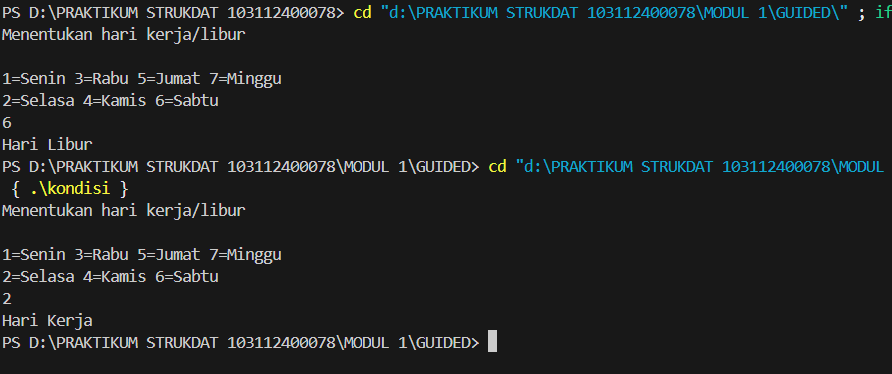 PS D:\PRAKTIKUM STRUKDAT 103112400078> cd "d:\PRAKTIKUM STRUKDAT 103112400078\MODUL 1\GUIDED\" ; if
Menentukan hari kerja/libur
1=Senin 3=Rabu 5=Jumat 7=Minggu
2=Selasa 4=Kamis 6=Sabtu
6
Hari Libur
PS D:\PRAKTIKUM STRUKDAT 103112400078\MODUL 1\GUIDED> cd "d:\PRAKTIKUM STRUKDAT 103112400078\MODUL
{ .\kondisi }
Menentukan hari kerja/libur
1=Senin 3=Rabu 5=Jumat 7=Minggu
2=Selasa 4=Kamis 6=Sabtu
2
Hari Kerja
PS D:\PRAKTIKUM STRUKDAT 103112400078\MODUL 1\GUIDED>